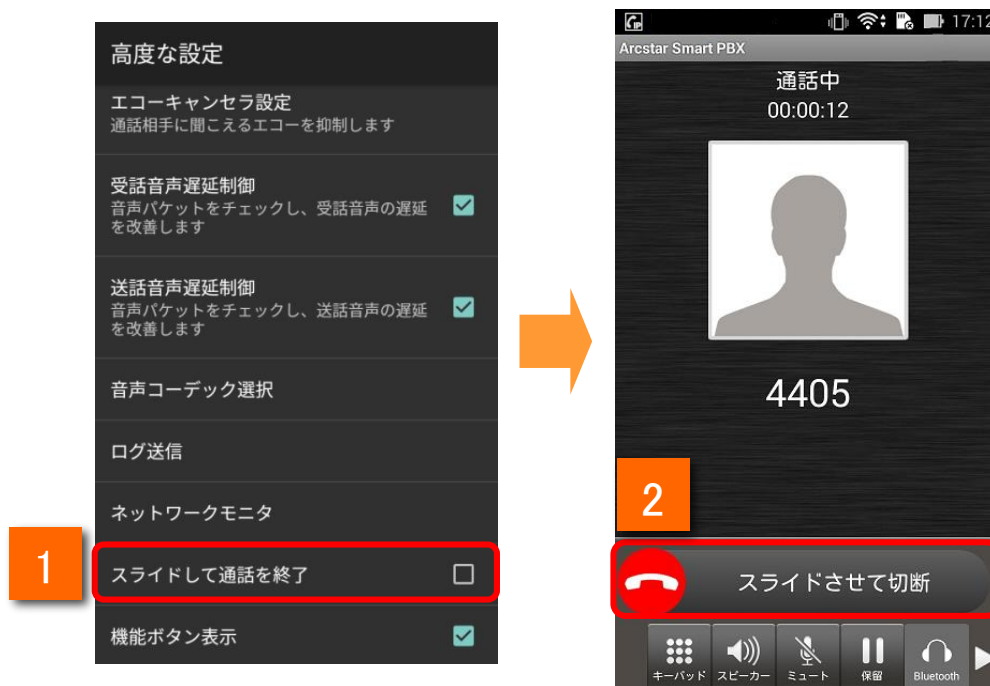 高度な設定
エコーキャンセラ設定
通話相手に聞こえるエコーを抑制します
受話音声遅延制御
音声パケットをチェックし、受話音声の遅延
を改善します
送話音声遅延制御
音声パケットをチェックし、送話音声の遅延
を改善します
音声コーデック選択
ログ送信
ネットワークモニタ
1
スライドして通話を終了
機能ボタン表示
17:12
Arcstar Smart PBX
通話中
00:00:12
4405
2
スライドさせて切断
キーパッド スピーカー ミュート 保留 Bluetooth